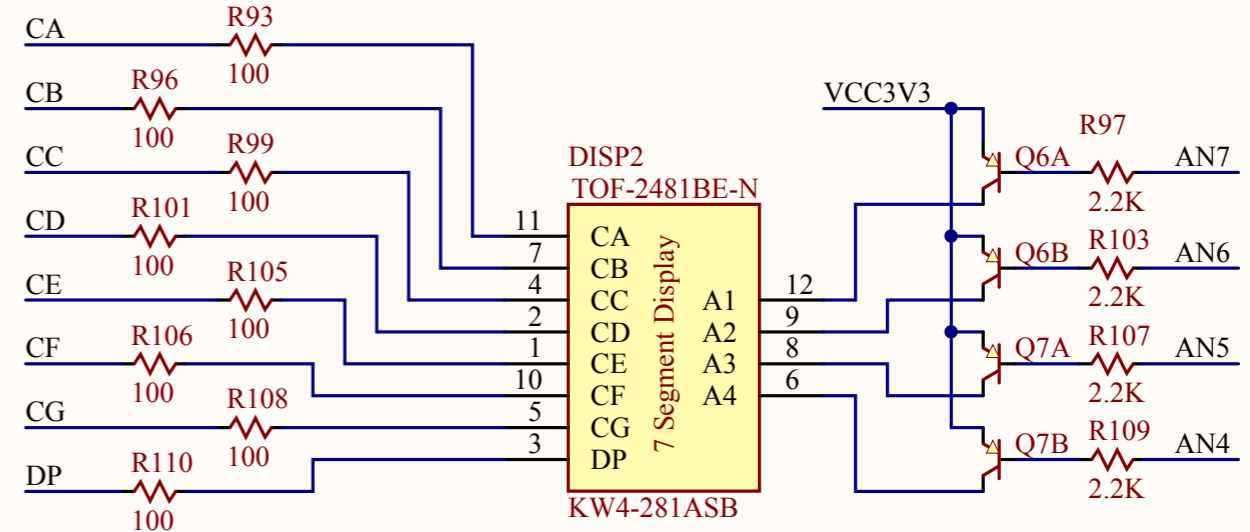 CA
R93
100
CB
R96
100
CC
R99
100
CD
R101
100
CE
R105
100
CF
R106
100
CG
R108
100
DP
R110
100
DISP2
TOF-2481BE-N
11
CA
7
CB
4
CC
2
CD
1
CE
10
CF
5
CG
3
DP
7 Segment Display
A1
12
A2
9
A3
8
A4
6
KW4-281ASB
VCC3V3
Q6A
R97
2.2K
AN7
Q6B
R103
2.2K
AN6
Q7A
R107
2.2K
AN5
Q7B
R109
2.2K
AN4